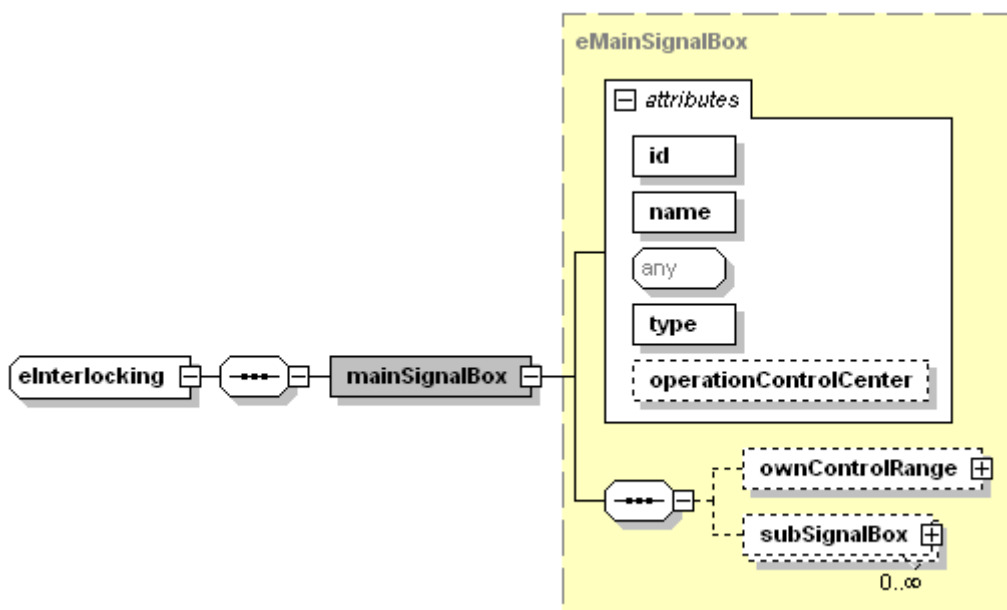 eMainSignalBox
attributes
id
name
any
type
operationControlCenter
eInterlocking
mainSignalBox
ownControlRange
subSignalBox
0..∞